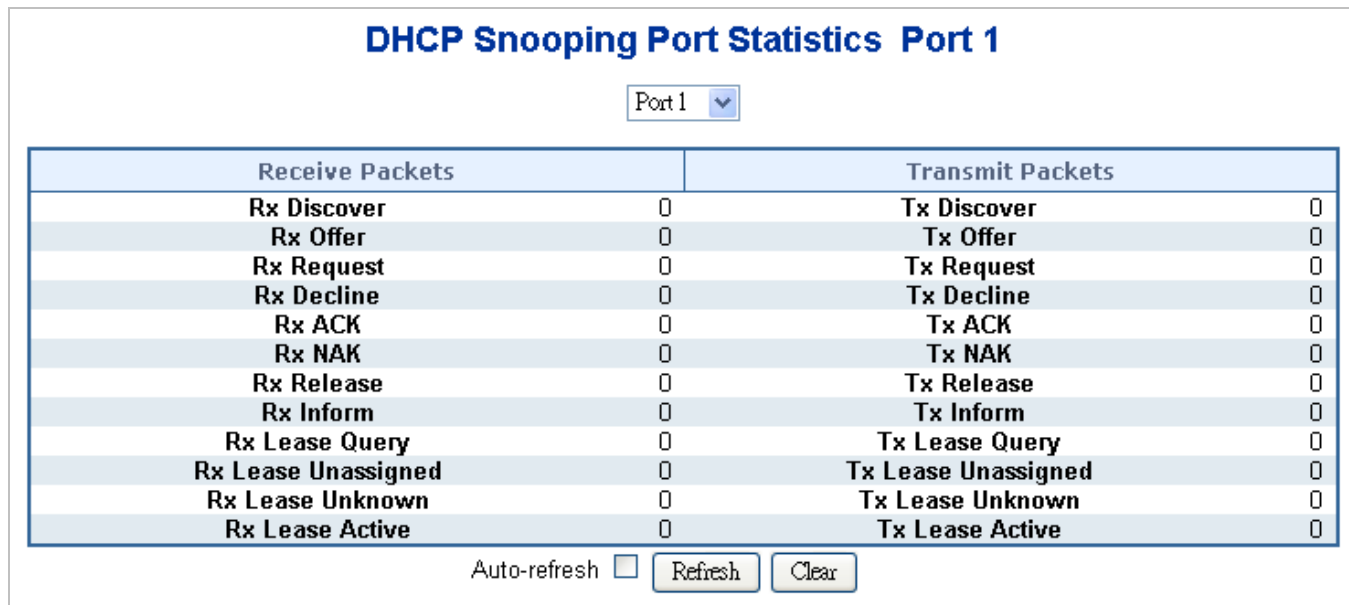 DHCP Snooping Port Statistics Port 1
Port 1
Receive Packets Transmit Packets
Rx Discover 0 Tx Discover 0
Rx Offer 0 Tx Offer 0
Rx Request 0 Tx Request 0
Rx Decline 0 Tx Decline 0
Rx ACK 0 Tx ACK 0
Rx NAK 0 Tx NAK 0
Rx Release 0 Tx Release 0
Rx Inform 0 Tx Inform 0
Rx Lease Query 0 Tx Lease Query 0
Rx Lease Unassigned 0 Tx Lease Unassigned 0
Rx Lease Unknown 0 Tx Lease Unknown 0
Rx Lease Active 0 Tx Lease Active 0
Auto-refresh Refresh Clear